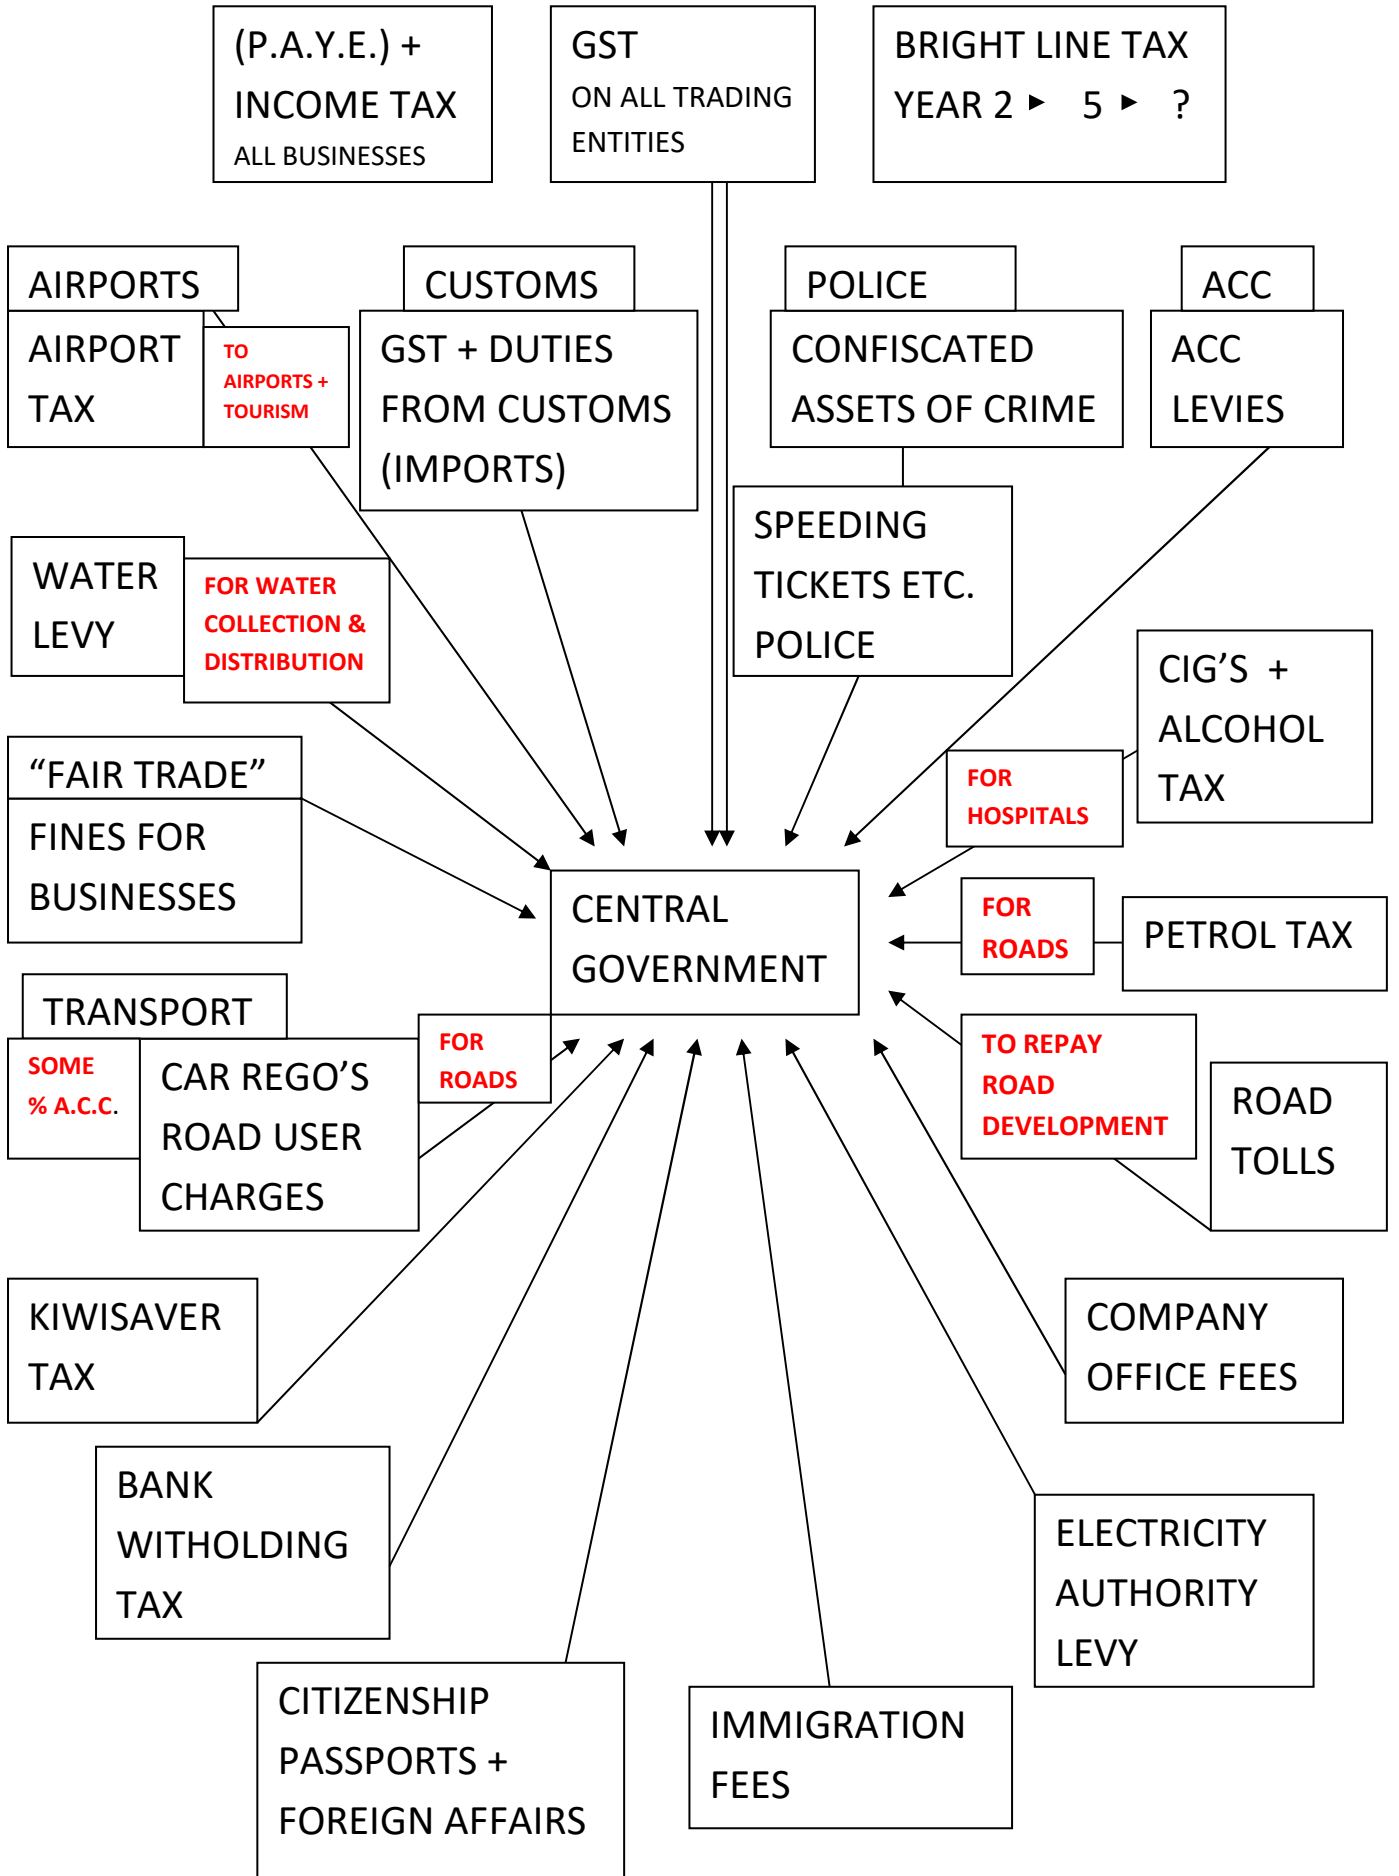 (P.A.Y.E.) +
INCOME TAX
ALL BUSINESSES
GST
ON ALL TRADING
ENTITIES
BRIGHT LINE TAX
YEAR 2 ► 5 ► ?
AIRPORTS
AIRPORT
TAX
TO
AIRPORTS +
TOURISM
CUSTOMS
GST + DUTIES
FROM CUSTOMS
(IMPORTS)
POLICE
CONFISCATED
ASSETS OF CRIME
SPEEDING
TICKETS ETC.
POLICE
ACC
ACC
LEVIES
WATER
LEVY
FOR WATER
COLLECTION &
DISTRIBUTION
CIG’S +
ALCOHOL
TAX
FOR
HOSPITALS
“FAIR TRADE”
FINES FOR
BUSINESSES
CENTRAL
GOVERNMENT
FOR
ROADS
PETROL TAX
TRANSPORT
SOME
% A.C.C.
CAR REGO’S
ROAD USER
CHARGES
FOR
ROADS
TO REPAY
ROAD
DEVELOPMENT
ROAD
TOLLS
KIWISAVER
TAX
COMPANY
OFFICE FEES
BANK
WITHOLDING
TAX
ELECTRICITY
AUTHORITY
LEVY
CITIZENSHIP
PASSPORTS +
FOREIGN AFFAIRS
IMMIGRATION
FEES